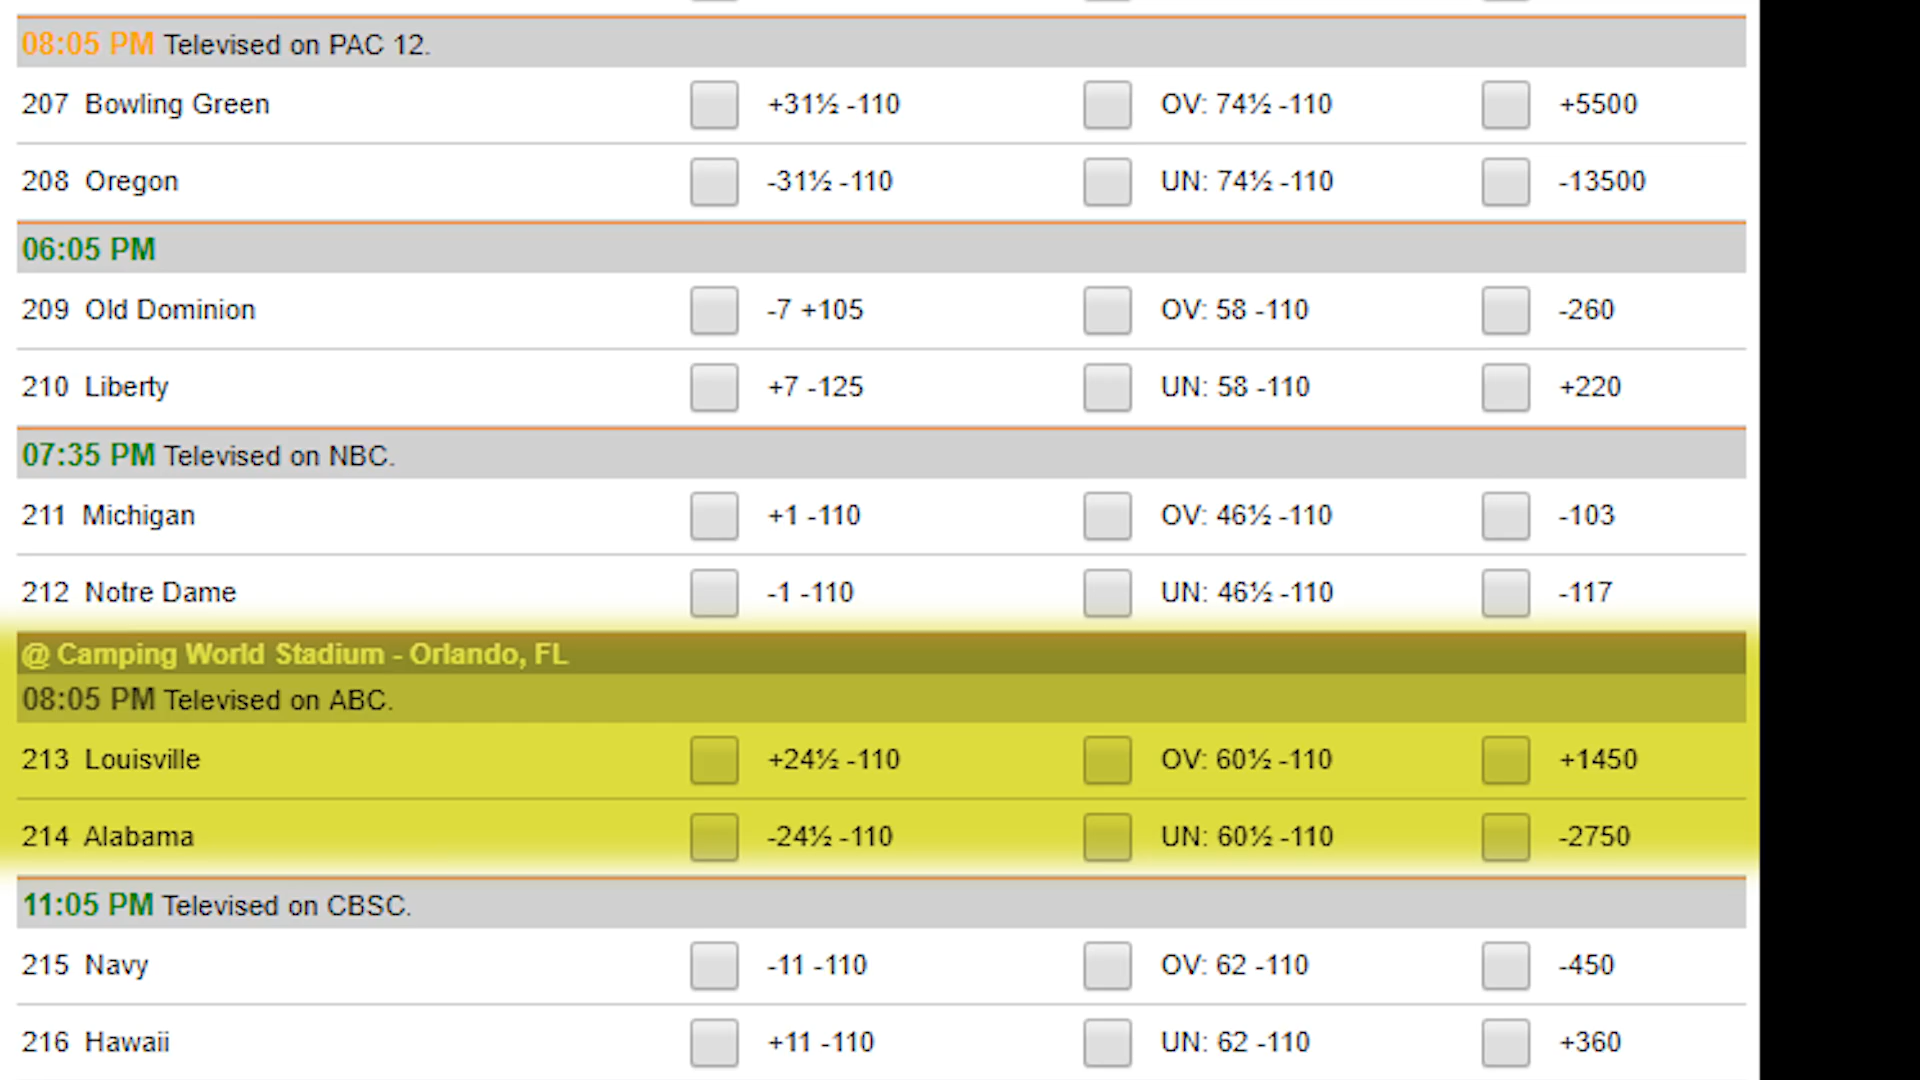 08:05 PM Televised on PAC 12.
207 Bowling Green +31½ -110 OV: 74½ -110 +5500
208 Oregon -31½ -110 UN: 74½ -110 -13500
06:05 PM
209 Old Dominion -7 +105 OV: 58 -110 -260
210 Liberty +7 -125 UN: 58 -110 +220
07:35 PM Televised on NBC.
211 Michigan +1 -110 OV: 46½ -110 -103
212 Notre Dame -1 -110 UN: 46½ -110 -117
@ Camping World Stadium - Orlando, FL
08:05 PM Televised on ABC.
213 Louisville +24½ -110 OV: 60½ -110 +1450
214 Alabama -24½ -110 UN: 60½ -110 -2750
11:05 PM Televised on CBSC.
215 Navy -11 -110 OV: 62 -110 -450
216 Hawaii +11 -110 UN: 62 -110 +360